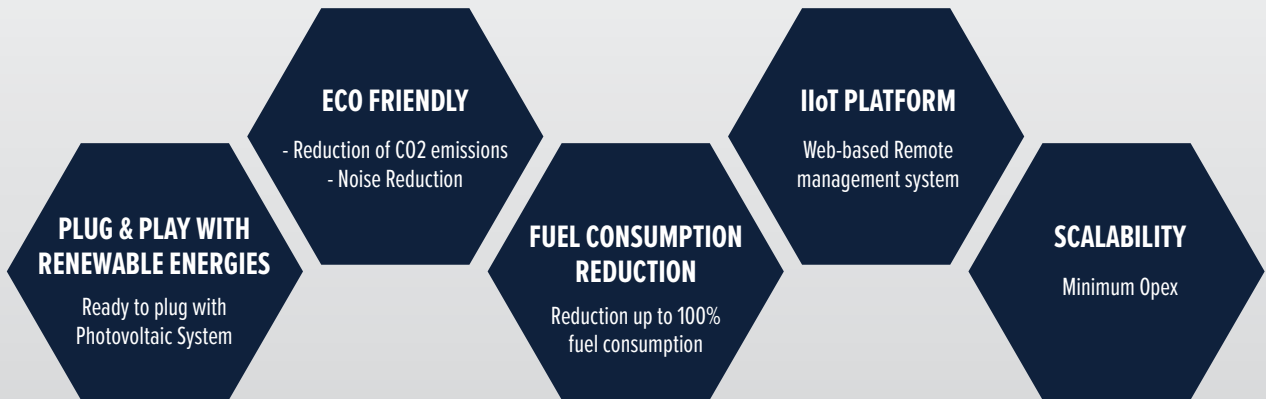 PLUG & PLAY WITH
RENEWABLE ENERGIES
Ready to plug with
Photovoltaic System
ECO FRIENDLY
- Reduction of CO2 emissions
- Noise Reduction
FUEL CONSUMPTION
REDUCTION
Reduction up to 100%
fuel consumption
IIoT PLATFORM
Web-based Remote
management system
SCALABILITY
Minimum Opex